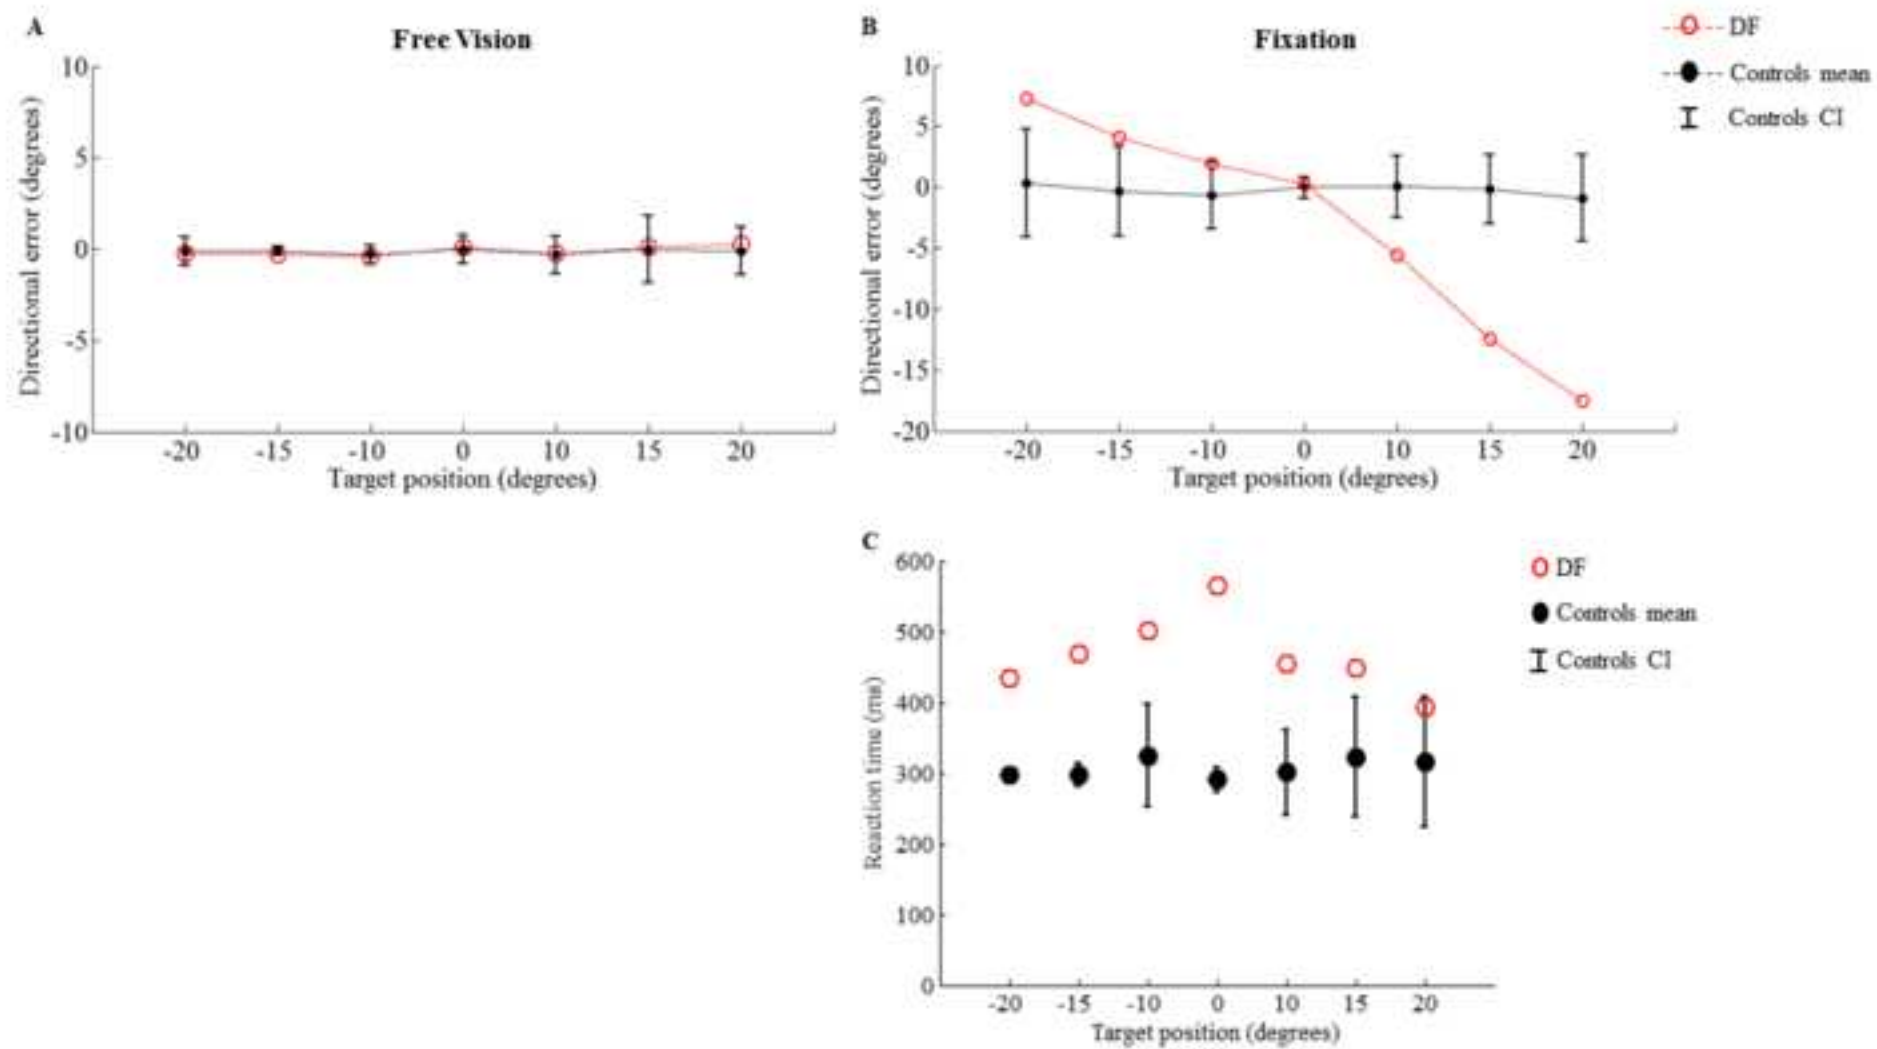 A
Free Vision
10
5
0
-5
-10
-20 -15 -10 0 10 15 20
Target position (degrees)
Directional error (degrees)
B
Fixation
10
5
0
-5
-10
-15
-20
-20 -15 -10 0 10 15 20
Target position (degrees)
Directional error (degrees)
DF
Controls mean
Controls CI
C
600
500
400
300
200
100
0
-20 -15 -10 0 10 15 20
Target position (degrees)
Reaction time (ms)
DF
Controls mean
Controls CI